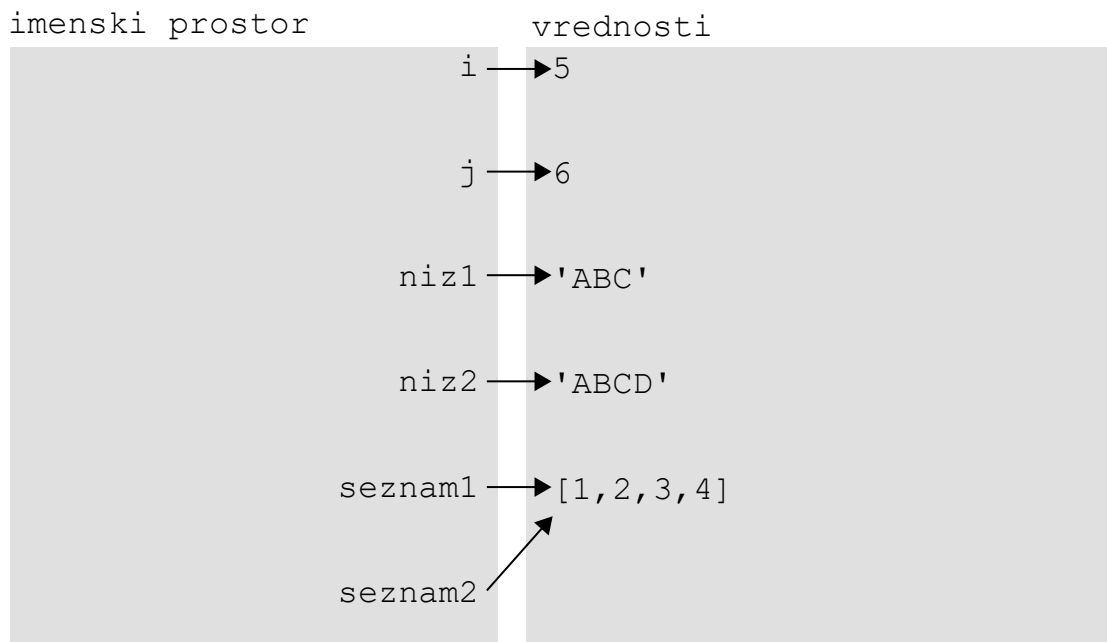 imenski prostor
vrednosti
i 5
j 6
niz1 'ABC'
niz2 'ABCD'
seznam1 [1,2,3,4]
seznam2